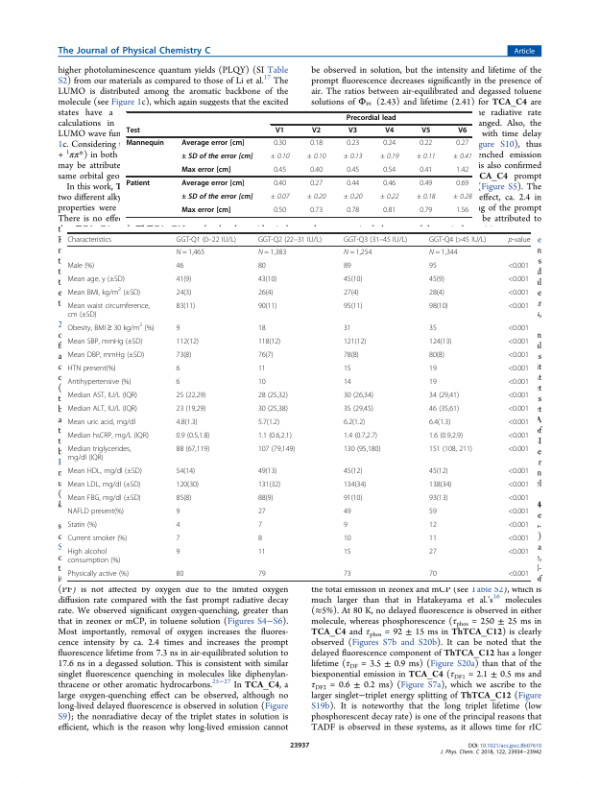 The Journal of Physical Chemistry C
Article
higher photoluminescence quantum yields (PLQY) (SI Table
S2) from our materials as compared to those of Li et al.17 The
LUMO is distributed among the aromatic backbone of the
molecule (see Figure 1c), which again suggests that the excited
states have a
calculations in
LUMO wave fun
1c. Considering
+ 1ππ*) in both
may be attribute
same orbital geo
In this work, T
two different alky
properties were
There is no effe
be observed in solution, but the intensity and lifetime of the
prompt fluorescence decreases significantly in the presence of
air. The ratios between air-equilibrated and degassed toluene
solutions of ΦPF (2.43) and lifetime (2.41) for TCA_C4 are
he radiative rate
anged. Also, the
with time delay
gure S10), thus
nched emission
is also confirmed
CA_C4 prompt
(Figure S5). The
effect, ca. 2.4 in
ng of the prompt
be attributed to
Precordial lead
Test V1 V2 V3 V4 V5 V6
Mannequin Average error [cm] 0.30 0.18 0.23 0.24 0.22 0.27
± SD of the error [cm] ± 0.10 ± 0.10 ± 0.13 ± 0.19 ± 0.11 ± 0.41
Max error [cm] 0.45 0.40 0.45 0.54 0.41 1.42
Patient Average error [cm] 0.40 0.27 0.44 0.46 0.49 0.69
± SD of the error [cm] ± 0.07 ± 0.20 ± 0.20 ± 0.22 ± 0.18 ± 0.28
Max error [cm] 0.50 0.73 0.78 0.81 0.79 1.56
Characteristics GGT-Q1 (0–22 IU/L) GGT-Q2 (22–31 IU/L) GGT-Q3 (31–45 IU/L) GGT-Q4 (>45 IU/L) p-value
N = 1,465 N = 1,383 N = 1,254 N = 1,344
Male (%) 46 80 89 95 <0.001
Mean age, y (±SD) 41(9) 43(10) 45(10) 45(9) <0.001
Mean BMI, kg/m2 (±SD) 24(3) 26(4) 27(4) 28(4) <0.001
Mean waist circumference, 83(11) 90(11) 95(11) 98(10) <0.001
cm (±SD)
Obesity, BMI ≥ 30 kg/m2 (%) 9 18 31 35 <0.001
Mean SBP, mmHg (±SD) 112(12) 118(12) 121(12) 124(13) <0.001
Mean DBP, mmHg (±SD) 73(8) 76(7) 78(8) 80(8) <0.001
HTN present(%) 6 11 15 19 <0.001
Antihypertensive (%) 6 10 14 19 <0.001
Median AST, IU/L (IQR) 25 (22,29) 28 (25,32) 30 (26,34) 34 (29,41) <0.001
Median ALT, IU/L (IQR) 23 (19,29) 30 (25,38) 35 (29,45) 46 (35,61) <0.001
Mean uric acid, mg/dl 4.8(1.3) 5.7(1.2) 6.2(1.2) 6.4(1.3) <0.001
Median hsCRP, mg/L (IQR) 0.9 (0.5,1.8) 1.1 (0.6,2.1) 1.4 (0.7,2.7) 1.6 (0.9,2.9) <0.001
Median triglycerides, 88 (67,119) 107 (79,149) 130 (95,180) 151 (108, 211) <0.001
mg/dl (IQR)
Mean HDL, mg/dl (±SD) 54(14) 49(13) 45(12) 45(12) <0.001
Mean LDL, mg/dl (±SD) 120(30) 131(32) 134(34) 138(34) <0.001
Mean FBG, mg/dl (±SD) 85(8) 88(9) 91(10) 93(13) <0.001
NAFLD present(%) 9 27 49 59 <0.001
Statin (%) 4 7 9 12 <0.001
Current smoker (%) 7 8 10 11 <0.001
High alcohol 9 11 15 27 <0.001
consumption (%)
Physically active (%) 80 79 73 70 <0.001
(PF) is not affected by oxygen due to the limited oxygen
diffusion rate compared with the fast prompt radiative decay
rate. We observed significant oxygen-quenching, greater than
that in zeonex or mCP, in toluene solution (Figures S4–S6).
Most importantly, removal of oxygen increases the fluores-
cence intensity by ca. 2.4 times and increases the prompt
fluorescence lifetime from 7.3 ns in air-equilibrated solution to
17.6 ns in a degassed solution. This is consistent with similar
singlet fluorescence quenching in molecules like diphenylan-
thracene or other aromatic hydrocarbons.25−27 In TCA_C4, a
large oxygen-quenching effect can be observed, although no
long-lived delayed fluorescence is observed in solution (Figure
S9); the nonradiative decay of the triplet states in solution is
efficient, which is the reason why long-lived emission cannot
the total emission in zeonex and mCP (see Table S2), which is
much larger than that in Hatakeyama et al.'s16 molecules
(≈5%). At 80 K, no delayed fluorescence is observed in either
molecule, whereas phosphorescence (τphos = 250 ± 25 ms in
TCA_C4 and τphos = 92 ± 15 ms in ThTCA_C12) is clearly
observed (Figures S7b and S20b). It can be noted that the
delayed fluorescence component of ThTCA_C12 has a longer
lifetime (τDF = 3.5 ± 0.9 ms) (Figure S20a) than that of the
biexponential emission in TCA_C4 (τDF1 = 2.1 ± 0.5 ms and
τDF2 = 0.6 ± 0.2 ms) (Figure S7a), which we ascribe to the
larger singlet−triplet energy splitting of ThTCA_C12 (Figure
S19b). It is noteworthy that the long triplet lifetime (low
phosphorescent decay rate) is one of the principal reasons that
TADF is observed in these systems, as it allows time for rIC
23937
DOI: 10.1021/acs.jpcc.8b07610
J. Phys. Chem. C 2018, 122, 23934−23942